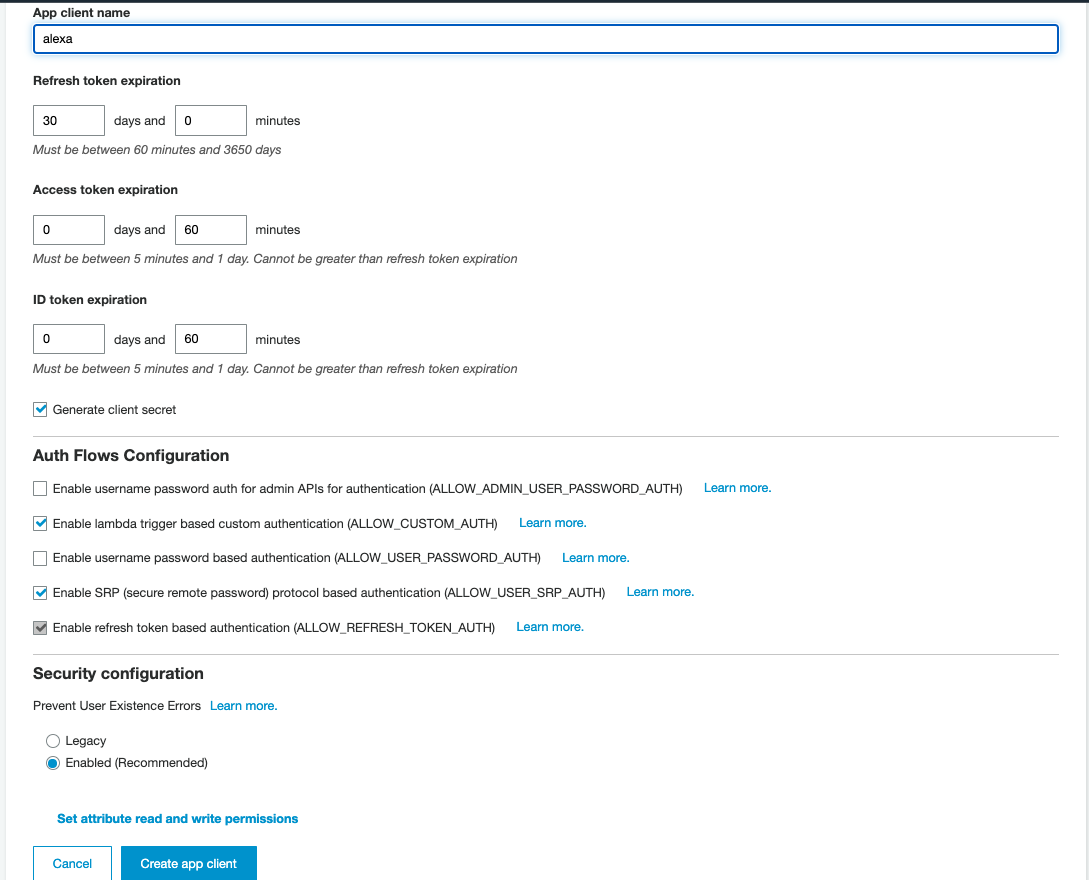 App client name
alexa
Refresh token expiration
30 days and 0 minutes
Must be between 60 minutes and 3650 days
Access token expiration
0 days and 60 minutes
Must be between 5 minutes and 1 day. Cannot be greater than refresh token expiration
ID token expiration
0 days and 60 minutes
Must be between 5 minutes and 1 day. Cannot be greater than refresh token expiration
Generate client secret
Auth Flows Configuration
Enable username password auth for admin APIs for authentication (ALLOW_ADMIN_USER_PASSWORD_AUTH) Learn more.
Enable lambda trigger based custom authentication (ALLOW_CUSTOM_AUTH) Learn more.
Enable username password based authentication (ALLOW_USER_PASSWORD_AUTH) Learn more.
Enable SRP (secure remote password) protocol based authentication (ALLOW_USER_SRP_AUTH) Learn more.
Enable refresh token based authentication (ALLOW_REFRESH_TOKEN_AUTH) Learn more.
Security configuration
Prevent User Existence Errors Learn more.
Legacy
Enabled (Recommended)
Set attribute read and write permissions
Cancel Create app client